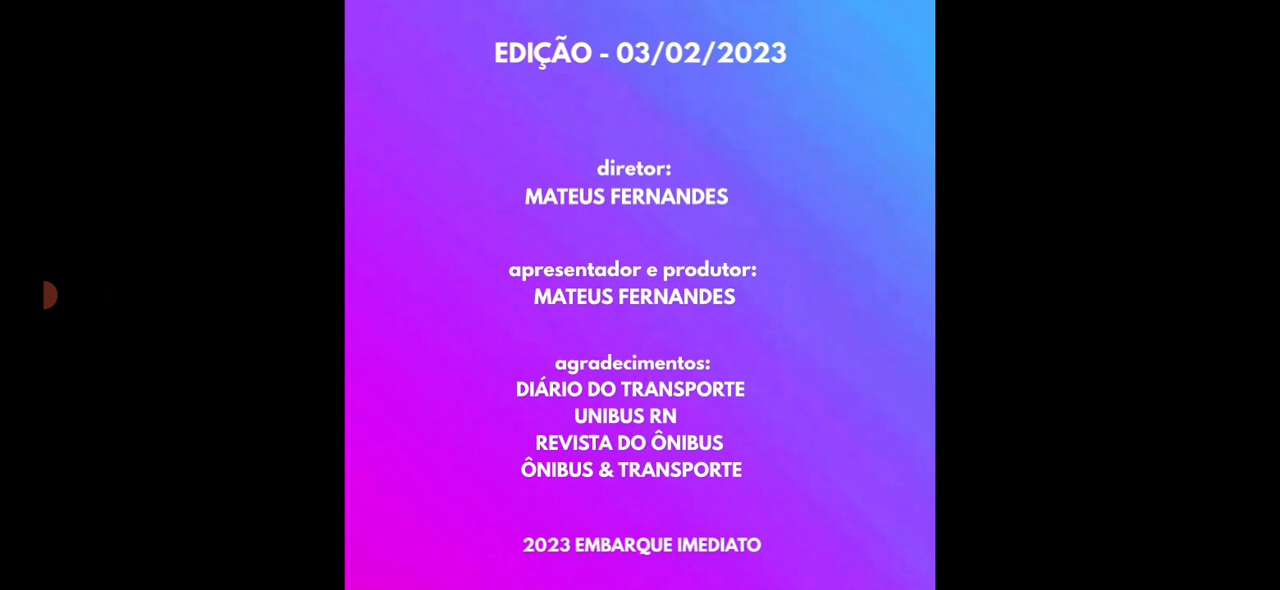 EDIÇÃO - 03/02/2023
diretor:
MATEUS FERNANDES
apresentador e produtor:
MATEUS FERNANDES
agradecimentos:
DIÁRIO DO TRANSPORTE
UNIBUS RN
REVISTA DO ÔNIBUS
ÔNIBUS & TRANSPORTE
2023 EMBARQUE IMEDIATO